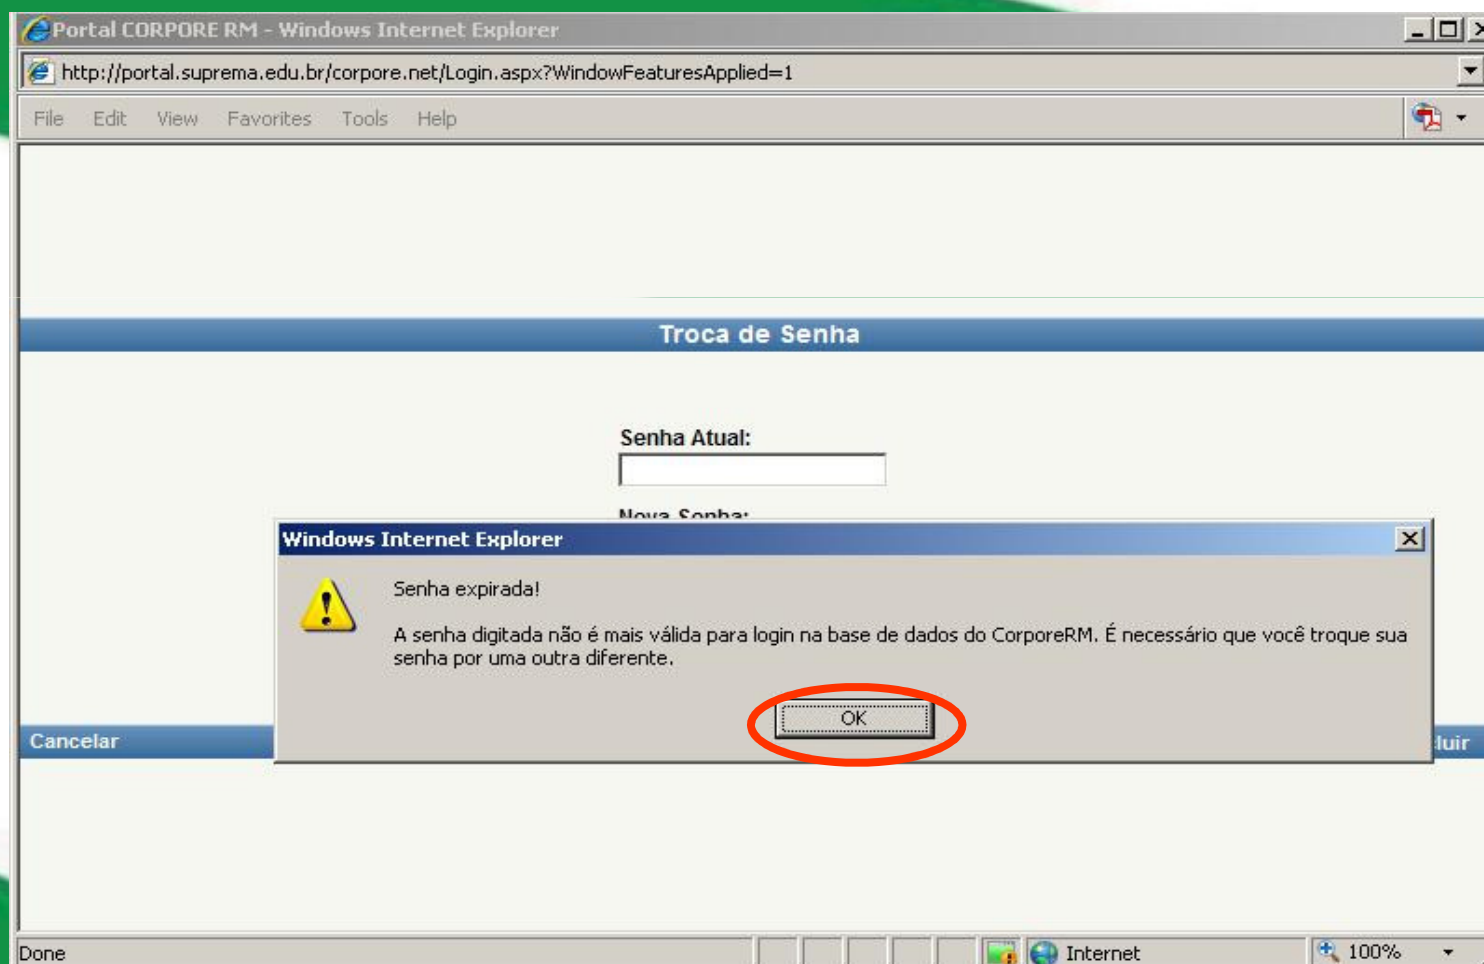 Portal CORPORE RM - Windows Internet Explorer
http://portal.suprema.edu.br/corpore.net/Login.aspx?WindowFeaturesApplied=1
File Edit View Favorites Tools Help
Troca de Senha
Senha Atual:
Nova Senha:
Windows Internet Explorer
Senha expirada!
A senha digitada não é mais válida para login na base de dados do CorporeRM. É necessário que você troque sua
senha por uma outra diferente.
OK
Cancelar
luir
Done
Internet
100%